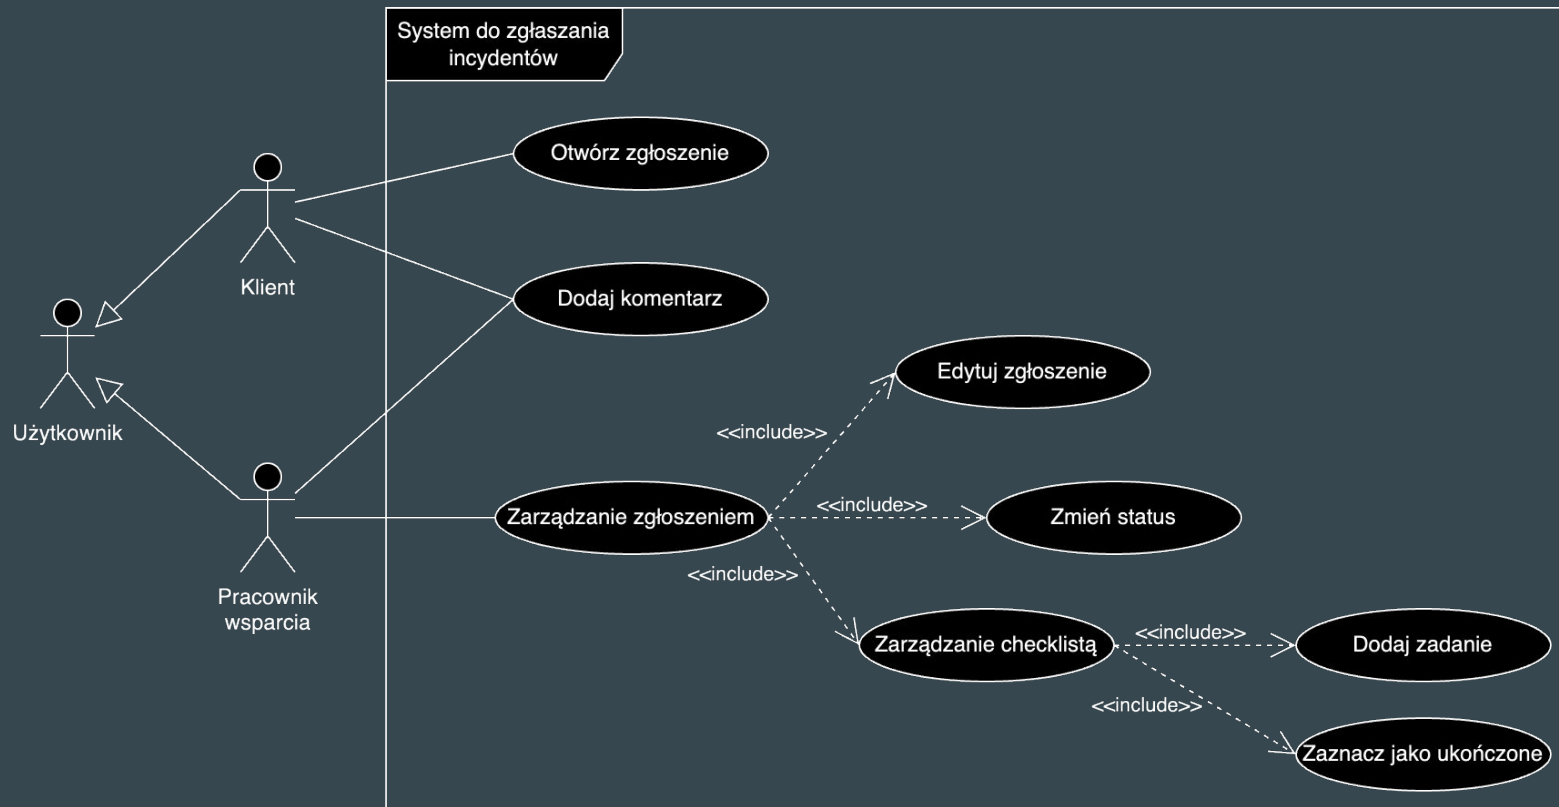 System do zgłaszania
incydentów
Otwórz zgłoszenie
Klient
Dodaj komentarz
Edytuj zgłoszenie
Użytkownik
<<include>>
<<include>>
Zarządzanie zgłoszeniem
Zmień status
<<include>>
Pracownik
wsparcia
Zarządzanie checklistą
<<include>>
Dodaj zadanie
<<include>>
Zaznacz jako ukończone